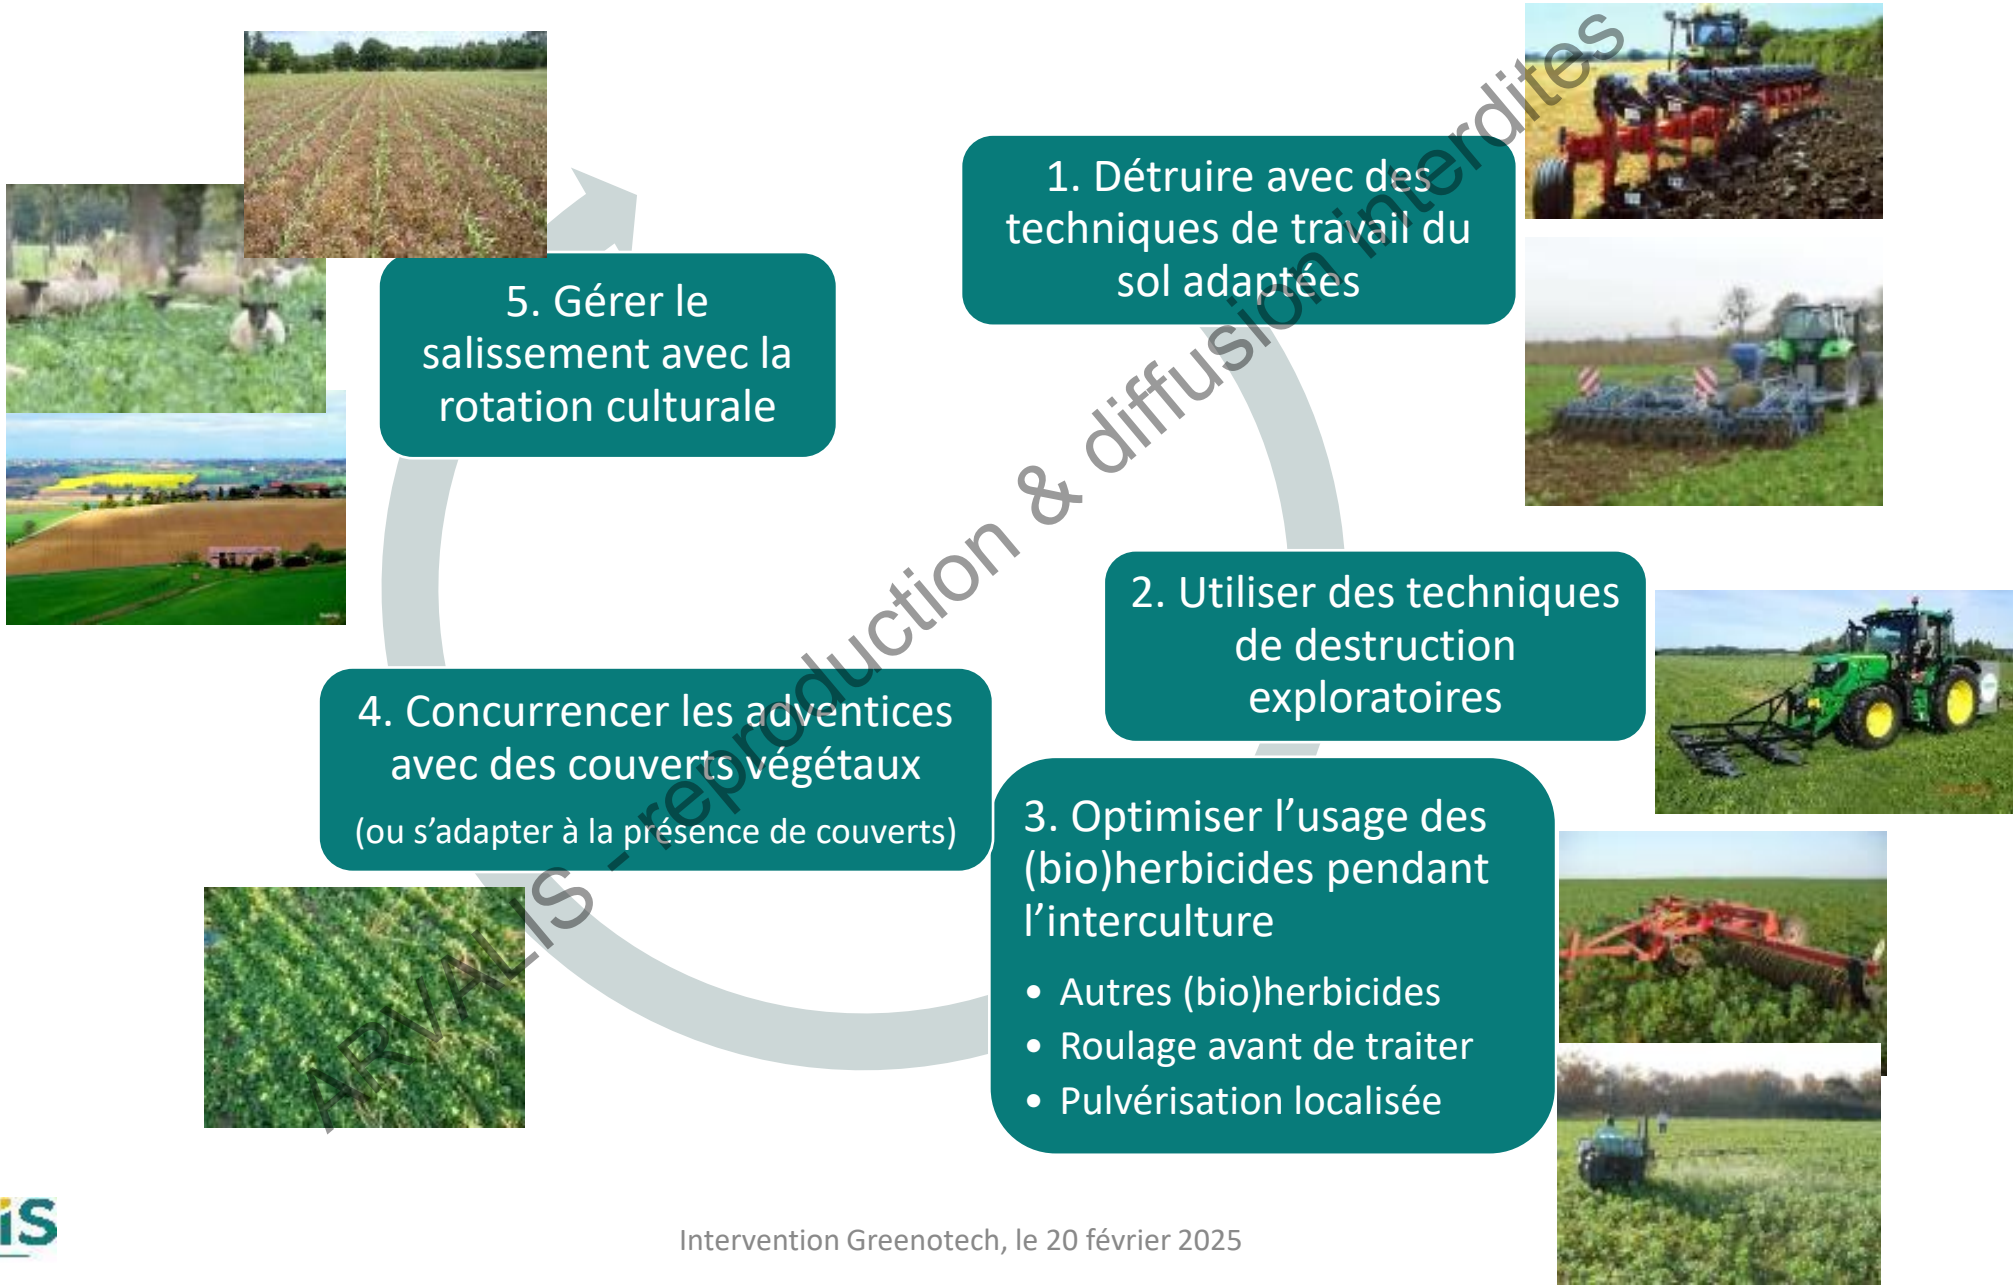 1. Détruire avec des
techniques de travail du
sol adaptées
2. Utiliser des techniques
de destruction
exploratoires
3. Optimiser l’usage des
(bio)herbicides pendant
l’interculture
• Autres (bio)herbicides
• Roulage avant de traiter
• Pulvérisation localisée
4. Concurrencer les adventices
avec des couverts végétaux
(ou s’adapter à la présence de couverts)
5. Gérer le
salissement avec la
rotation culturale
ARVALIS - reproduction & diffusion interdites
iS
Intervention Greenotech, le 20 février 2025